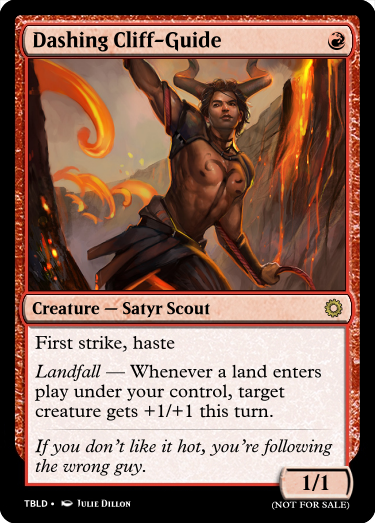 Dashing Cliff-Guide
Creature — Satyr Scout
First strike, haste
Landfall — Whenever a land enters
play under your control, target
creature gets +1/+1 this turn.
If you don't like it hot, you're following
the wrong guy.
1/1
TBLD • Julie Dillon
(NOT FOR SALE)